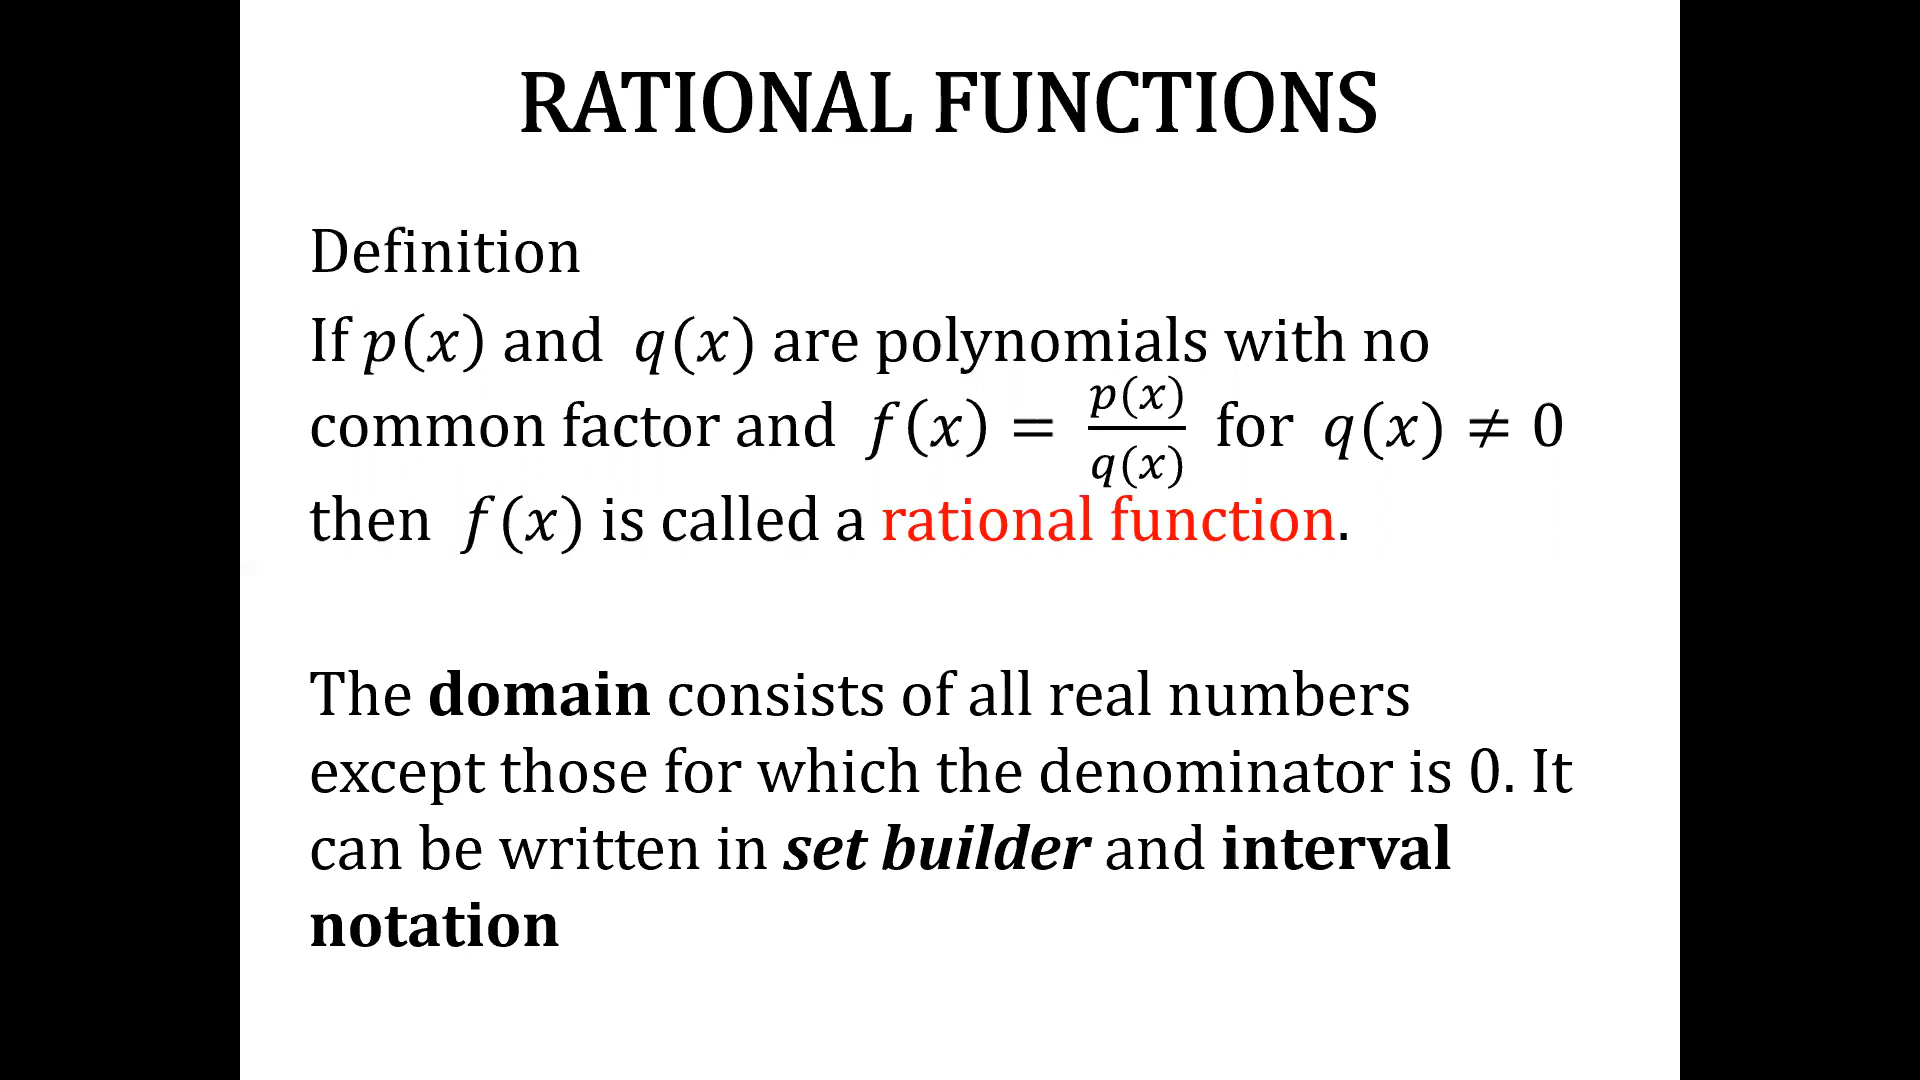 RATIONAL FUNCTIONS
Definition
If p(x) and q(x) are polynomials with no
common factor and f(x) = p(x)/q(x) for q(x) ≠ 0
then f(x) is called a rational function.
The domain consists of all real numbers
except those for which the denominator is 0. It
can be written in set builder and interval
notation